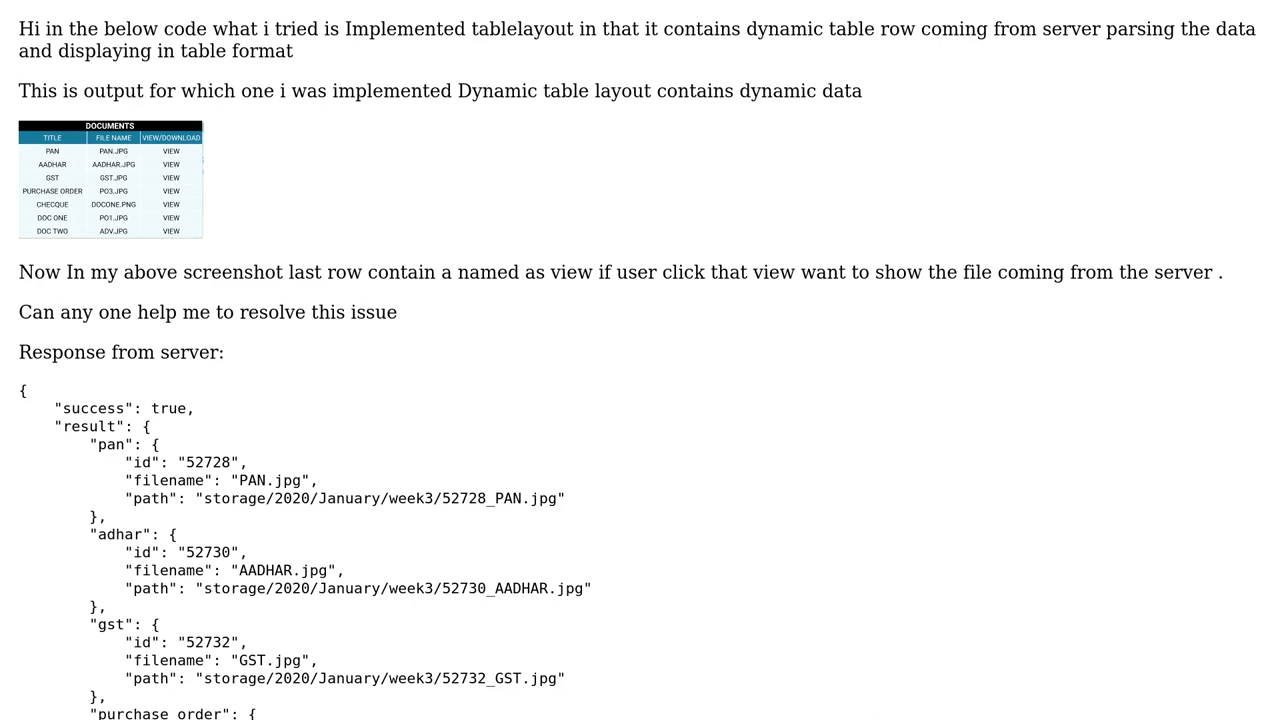 Hi in the below code what i tried is Implemented tablelayout in that it contains dynamic table row coming from server parsing the data
and displaying in table format
This is output for which one i was implemented Dynamic table layout contains dynamic data
DOCUMENTS
TITLE FILE NAME VIEW/DOWNLOAD
PAN PAN.JPG VIEW
AADHAR AADHAR.JPG VIEW
GST GST.JPG VIEW
PURCHASE ORDER PO3.JPG VIEW
CHECQUE DOCONE.PNG VIEW
DOC ONE PO1.JPG VIEW
DOC TWO ADV.JPG VIEW
Now In my above screenshot last row contain a named as view if user click that view want to show the file coming from the server .
Can any one help me to resolve this issue
Response from server:
{
    "success": true,
    "result": {
        "pan": {
            "id": "52728",
            "filename": "PAN.jpg",
            "path": "storage/2020/January/week3/52728_PAN.jpg"
        },
        "adhar": {
            "id": "52730",
            "filename": "AADHAR.jpg",
            "path": "storage/2020/January/week3/52730_AADHAR.jpg"
        },
        "gst": {
            "id": "52732",
            "filename": "GST.jpg",
            "path": "storage/2020/January/week3/52732_GST.jpg"
        },
        "purchase order": {